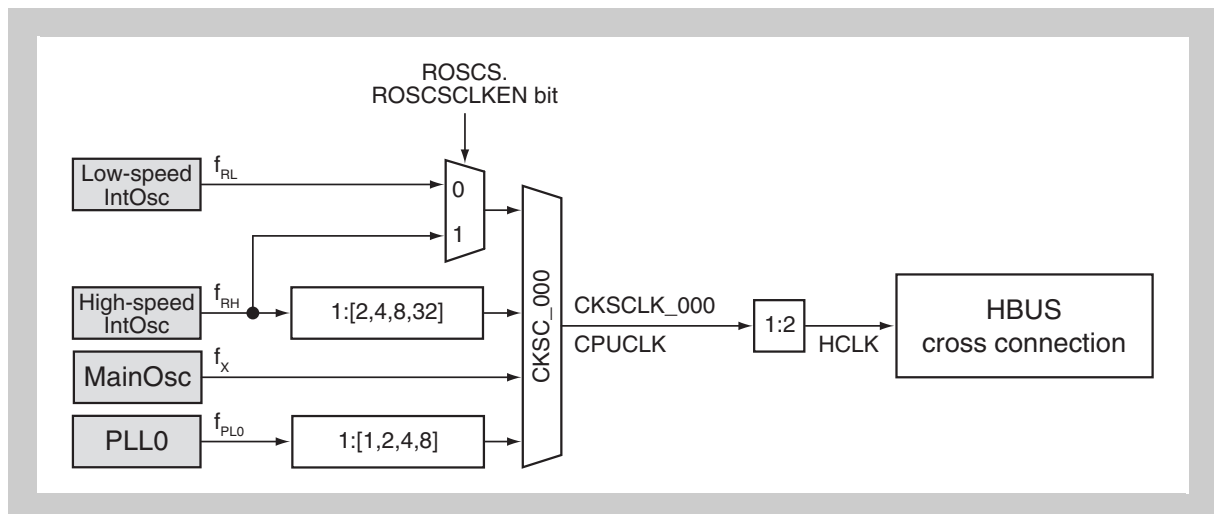 ROSCS.
ROSCSCLKEN bit
Low-speed
IntOsc
fRL
0
1
High-speed
IntOsc
fRH
1:[2,4,8,32]
MainOsc
fX
PLL0
fPL0
1:[1,2,4,8]
CKSC_000
CKSCLK_000
CPUCLK
1:2
HCLK
HBUS
cross connection